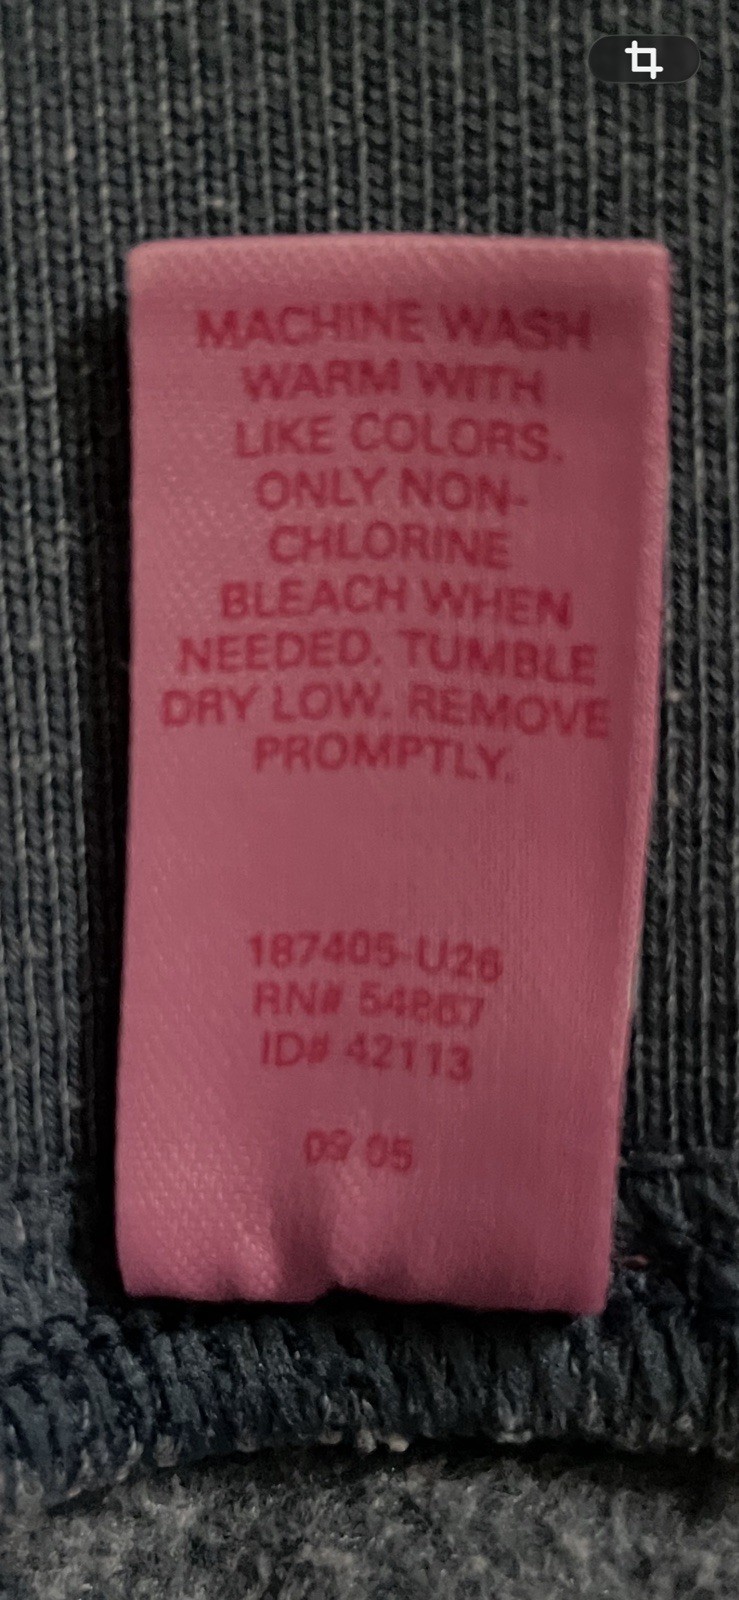 MACHINE WASH
WARM WITH
LIKE COLORS.
ONLY NON-
CHLORINE
BLEACH WHEN
NEEDED. TUMBLE
DRY LOW. REMOVE
PROMPTLY.
187405-U26
RN# 54867
ID# 42113
09/05